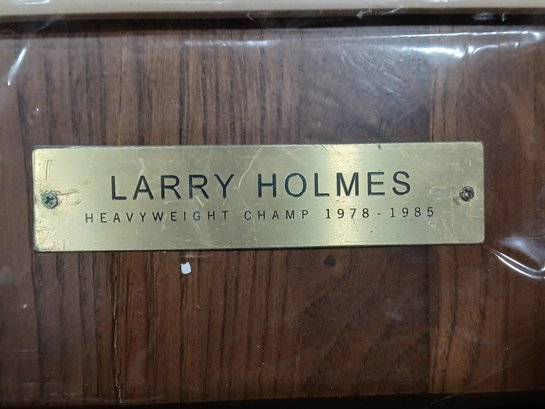 LARRY HOLMES
HEAVYWEIGHT CHAMP 1978 - 1985